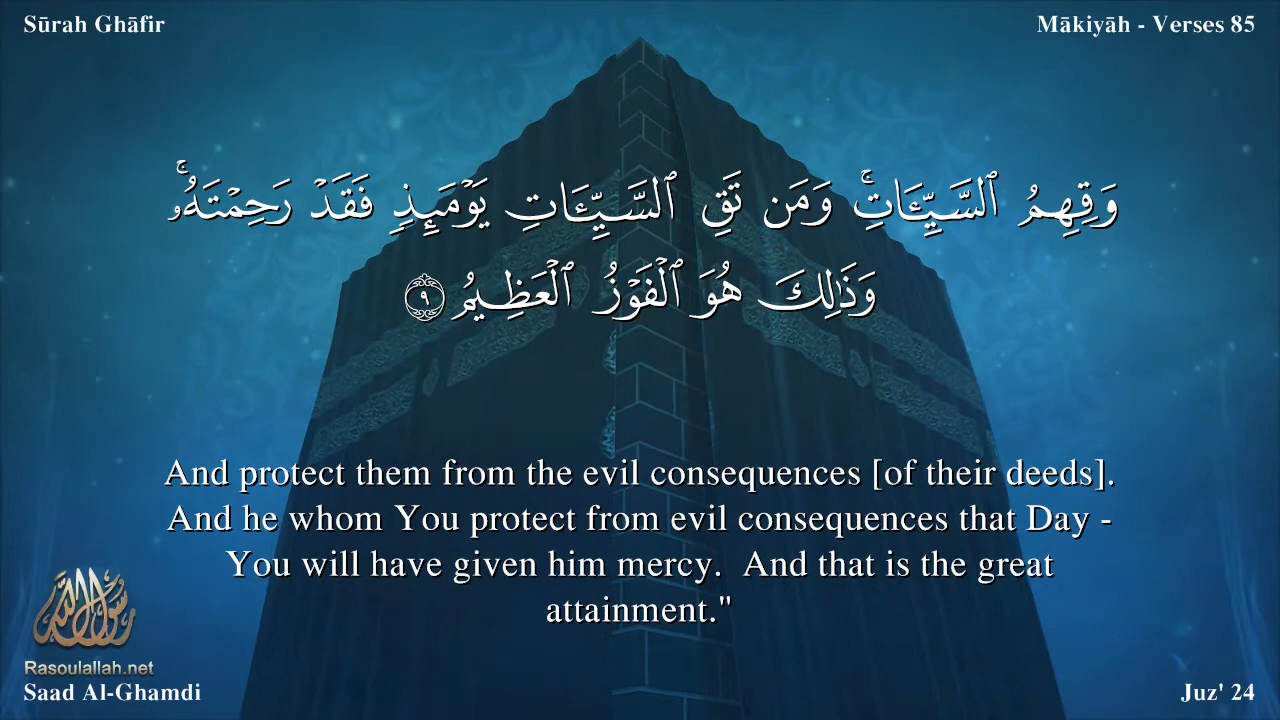 Sūrah Ghāfir
Mākiyāh - Verses 85
وَقِهِمُ ٱلسَّيِّـَٔاتِۚ وَمَن تَقِ ٱلسَّيِّـَٔاتِ يَوْمَئِذٍ فَقَدْ رَحِمْتَهُۥۚ
وَذَٰلِكَ هُوَ ٱلْفَوْزُ ٱلْعَظِيمُ ٩
And protect them from the evil consequences [of their deeds].
And he whom You protect from evil consequences that Day -
You will have given him mercy.  And that is the great
attainment."
رسول الله
Rasoulallah.net
Saad Al-Ghamdi
Juz' 24